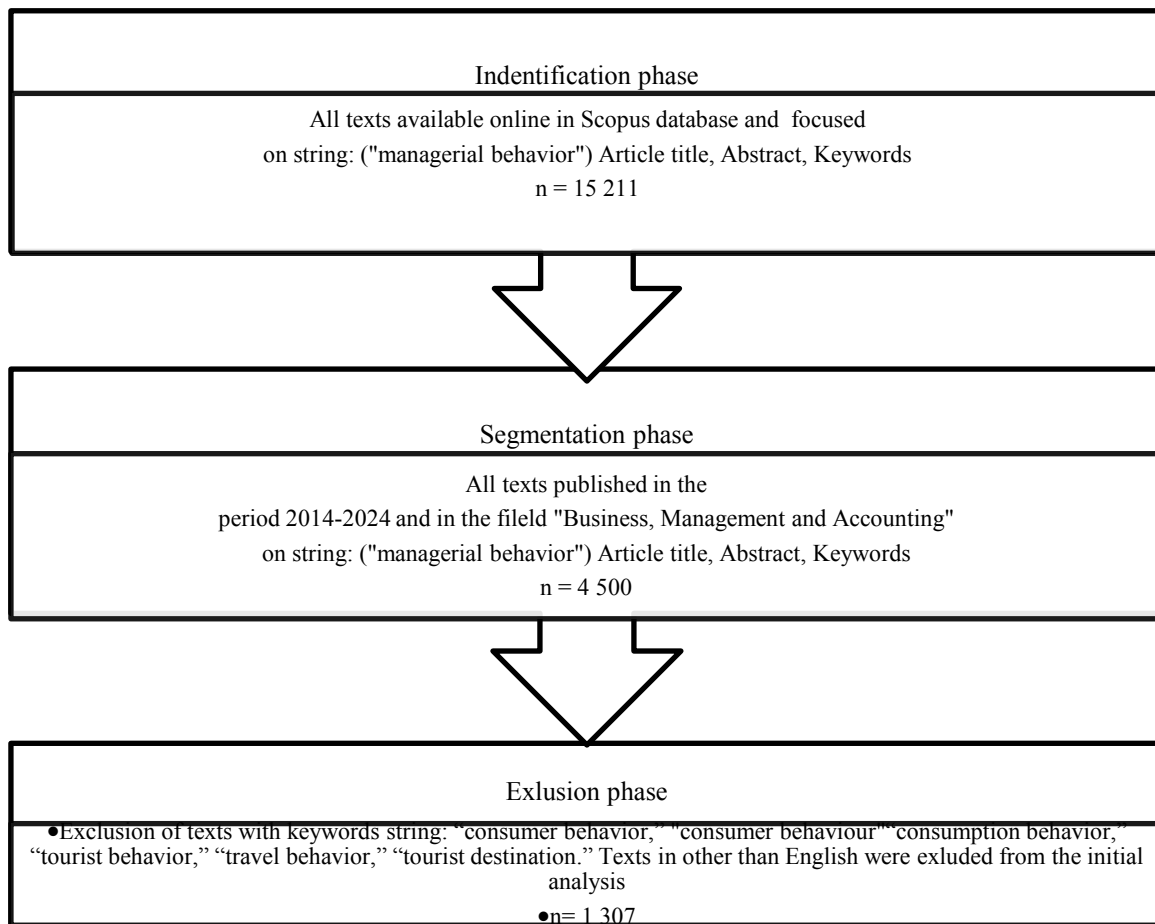 Indentification phase
All texts available online in Scopus database and focused
on string: ("managerial behavior") Article title, Abstract, Keywords
n = 15 211
Segmentation phase
All texts published in the
period 2014-2024 and in the fileld "Business, Management and Accounting"
on string: ("managerial behavior") Article title, Abstract, Keywords
n = 4 500
Exlusion phase
•Exclusion of texts with keywords string: “consumer behavior,” "consumer behaviour"“consumption behavior,”
“tourist behavior,” “travel behavior,” “tourist destination.” Texts in other than English were exluded from the initial
analysis
•n= 1 307